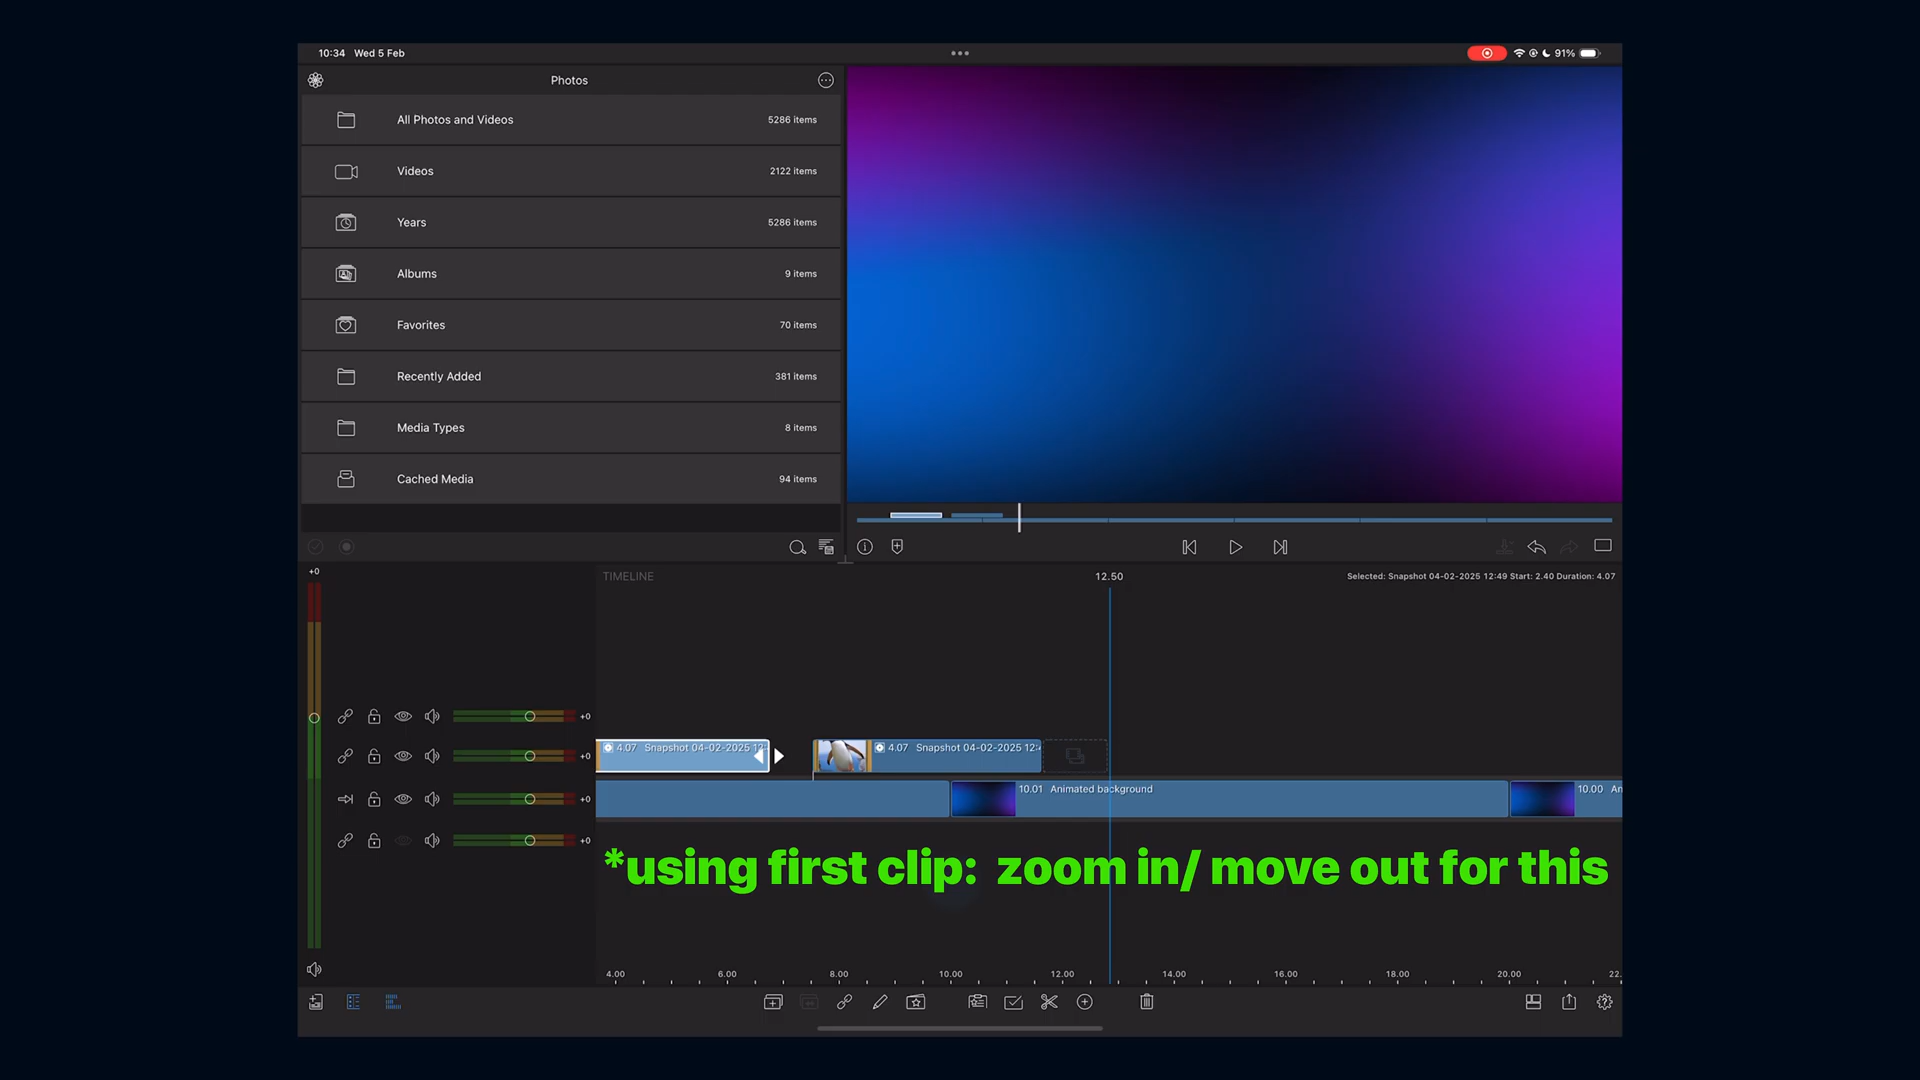 10:34 Wed 5 Feb
91%
Photos
All Photos and Videos 5286 items
Videos 2122 items
Years 5286 items
Albums 9 items
Favorites 70 items
Recently Added 381 items
Media Types 8 items
Cached Media 94 items
+0
TIMELINE
12.50
Selected: Snapshot 04-02-2025 12:49 Start: 2.40 Duration: 4.07
+0
+0
4.07 Snapshot 04-02-2025 12:
4.07 Snapshot 04-02-2025 12:
+0
10.01 Animated background
10.00 An
+0
*using first clip: zoom in/ move out for this
4.00 6.00 8.00 10.00 12.00 14.00 16.00 18.00 20.00 22.